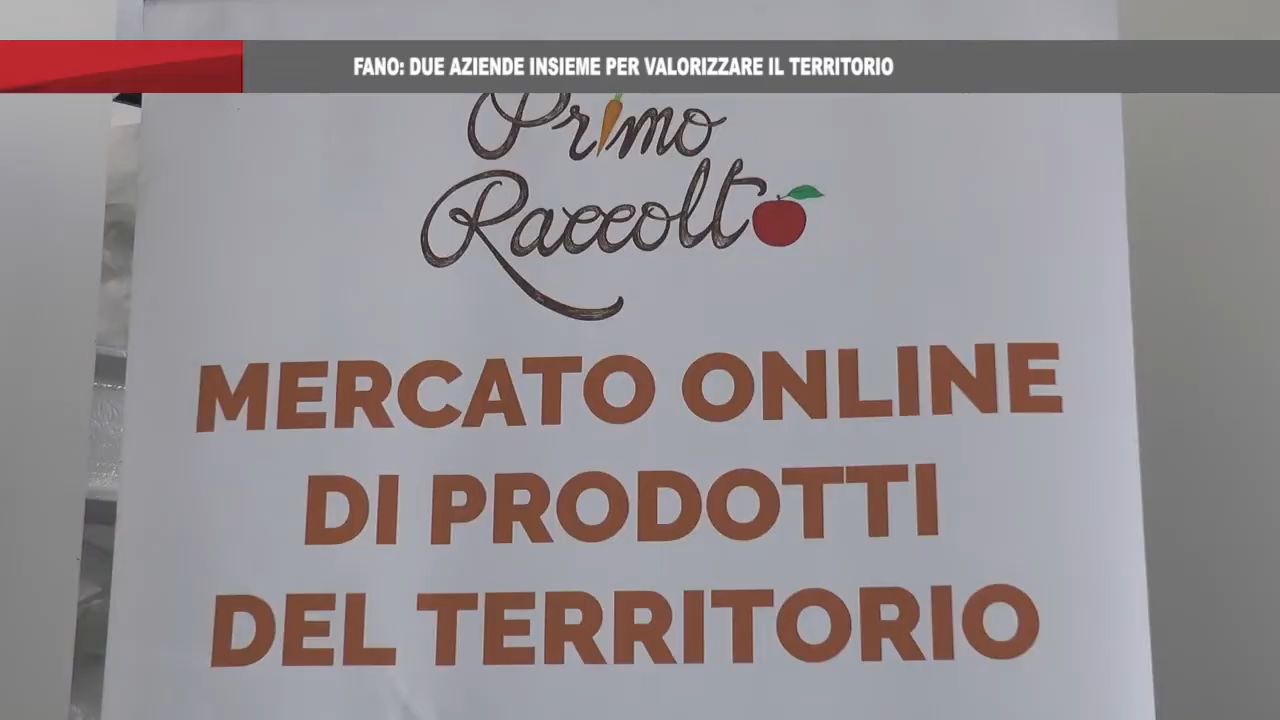 FANO: DUE AZIENDE INSIEME PER VALORIZZARE IL TERRITORIO
Primo
Raccolto
MERCATO ONLINE
DI PRODOTTI
DEL TERRITORIO